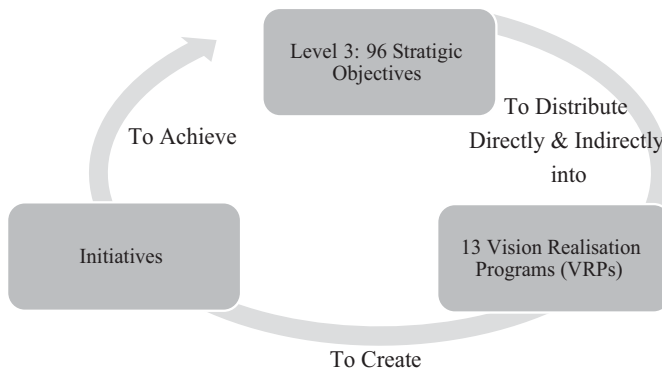 Level 3: 96 Stratigic
Objectives
To Distribute
Directly & Indirectly
into
13 Vision Realisation
Programs (VRPs)
To Create
Initiatives
To Achieve